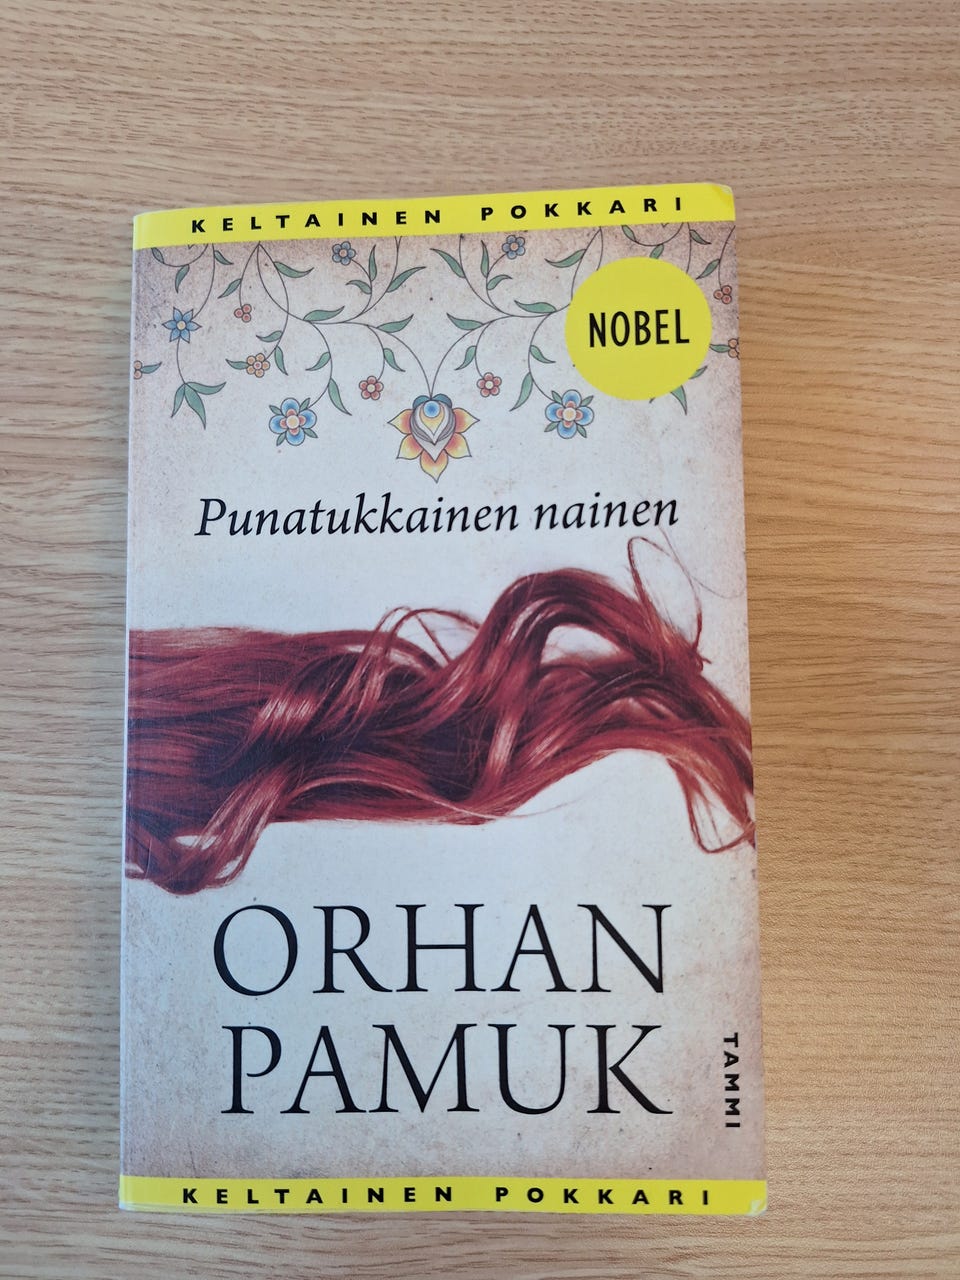 KELTAINEN POKKARI
NOBEL
Punatukkainen nainen
ORHAN
PAMUK
TAMMI
KELTAINEN POKKARI